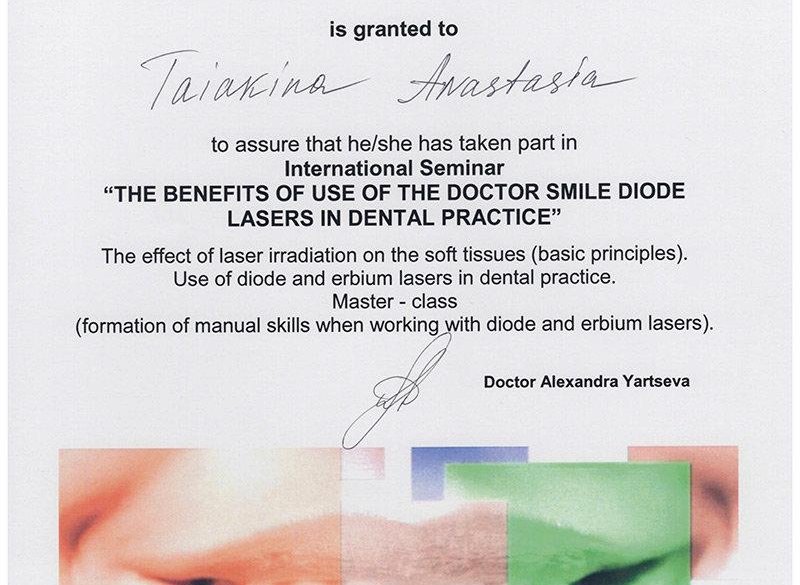 is granted to
Taiakina Anastasia
to assure that he/she has taken part in
International Seminar
“THE BENEFITS OF USE OF THE DOCTOR SMILE DIODE
LASERS IN DENTAL PRACTICE”
The effect of laser irradiation on the soft tissues (basic principles).
Use of diode and erbium lasers in dental practice.
Master - class
(formation of manual skills when working with diode and erbium lasers).
Doctor Alexandra Yartseva